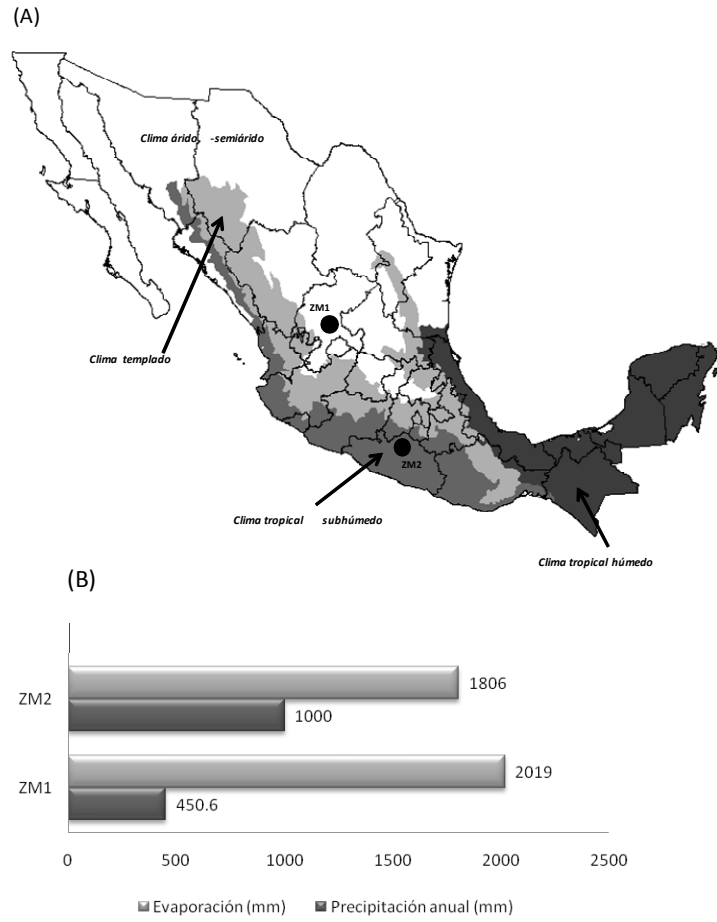 (A)
Clima árido -semiárido
ZM1
Clima templado
ZM2
Clima tropical subhúmedo
Clima tropical húmedo
(B)
ZM2
1806
1000
ZM1
2019
450.6
0 500 1000 1500 2000 2500
Evaporación (mm) Precipitación anual (mm)